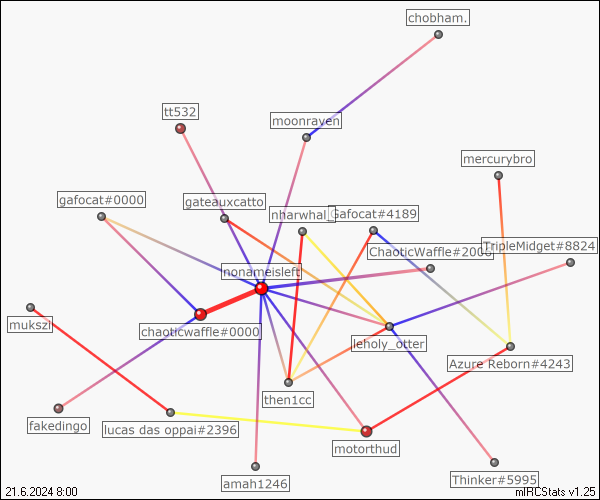 chobham.
tt532
moonraven
mercurybro
gafocat#0000
gateauxcatto
nharwhal_
Gafocat#4189
ChaoticWaffle#200
TripleMidget#8824
nonameisleft
mukszi
chaoticwaffle#0000
leholy_otter
Azure Reborn#4243
then1cc
fakedingo
lucas das oppai#2396
motorthud
amah1246
Thinker#5995
21.6.2024 8:00
mIRCStats v1.25